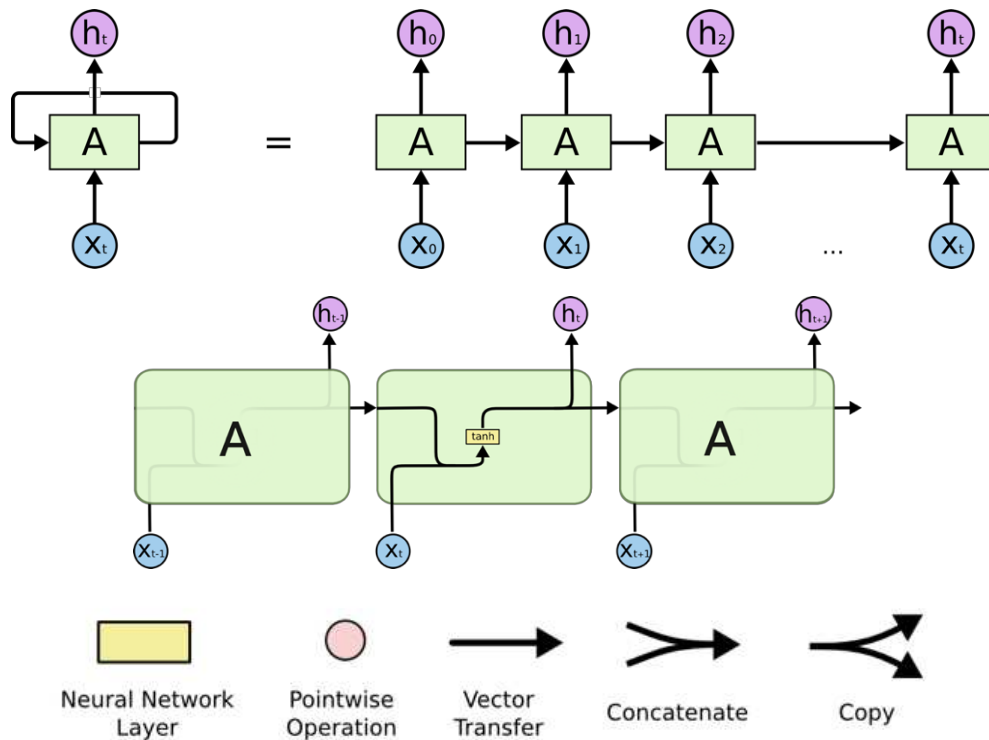 hₜ h₀ h₁ h₂ hₜ
A = A A A A
xₜ x₀ x₁ x₂ ... xₜ
hₜ₋₁ hₜ hₜ₊₁
A tanh A
xₜ₋₁ xₜ xₜ₊₁
Neural Network Pointwise Vector Concatenate Copy
Layer Operation Transfer